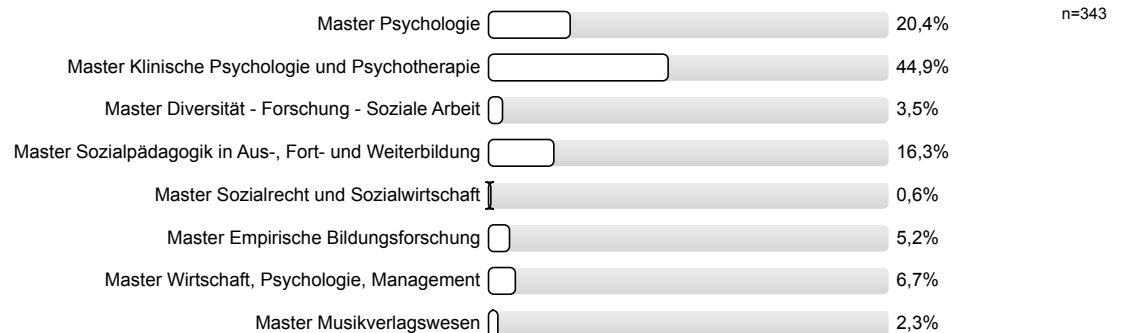 Master Psychologie 20,4% n=343
Master Klinische Psychologie und Psychotherapie 44,9%
Master Diversität - Forschung - Soziale Arbeit 3,5%
Master Sozialpädagogik in Aus-, Fort- und Weiterbildung 16,3%
Master Sozialrecht und Sozialwirtschaft 0,6%
Master Empirische Bildungsforschung 5,2%
Master Wirtschaft, Psychologie, Management 6,7%
Master Musikverlagswesen 2,3%